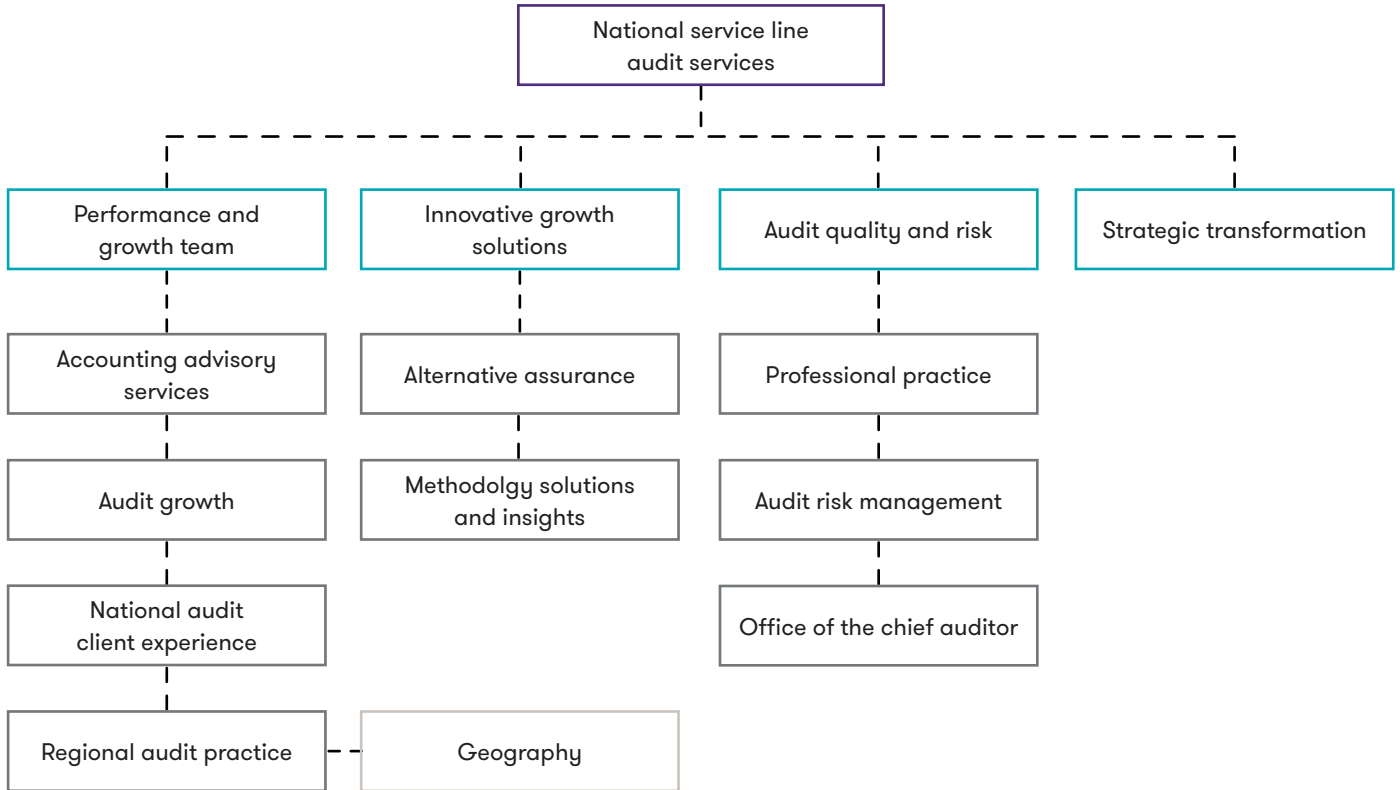 National service line
audit services
Performance and
growth team
Innovative growth
solutions
Audit quality and risk
Strategic transformation
Accounting advisory
services
Alternative assurance
Professional practice
Audit growth
Methodolgy solutions
and insights
Audit risk management
National audit
client experience
Office of the chief auditor
Regional audit practice
Geography